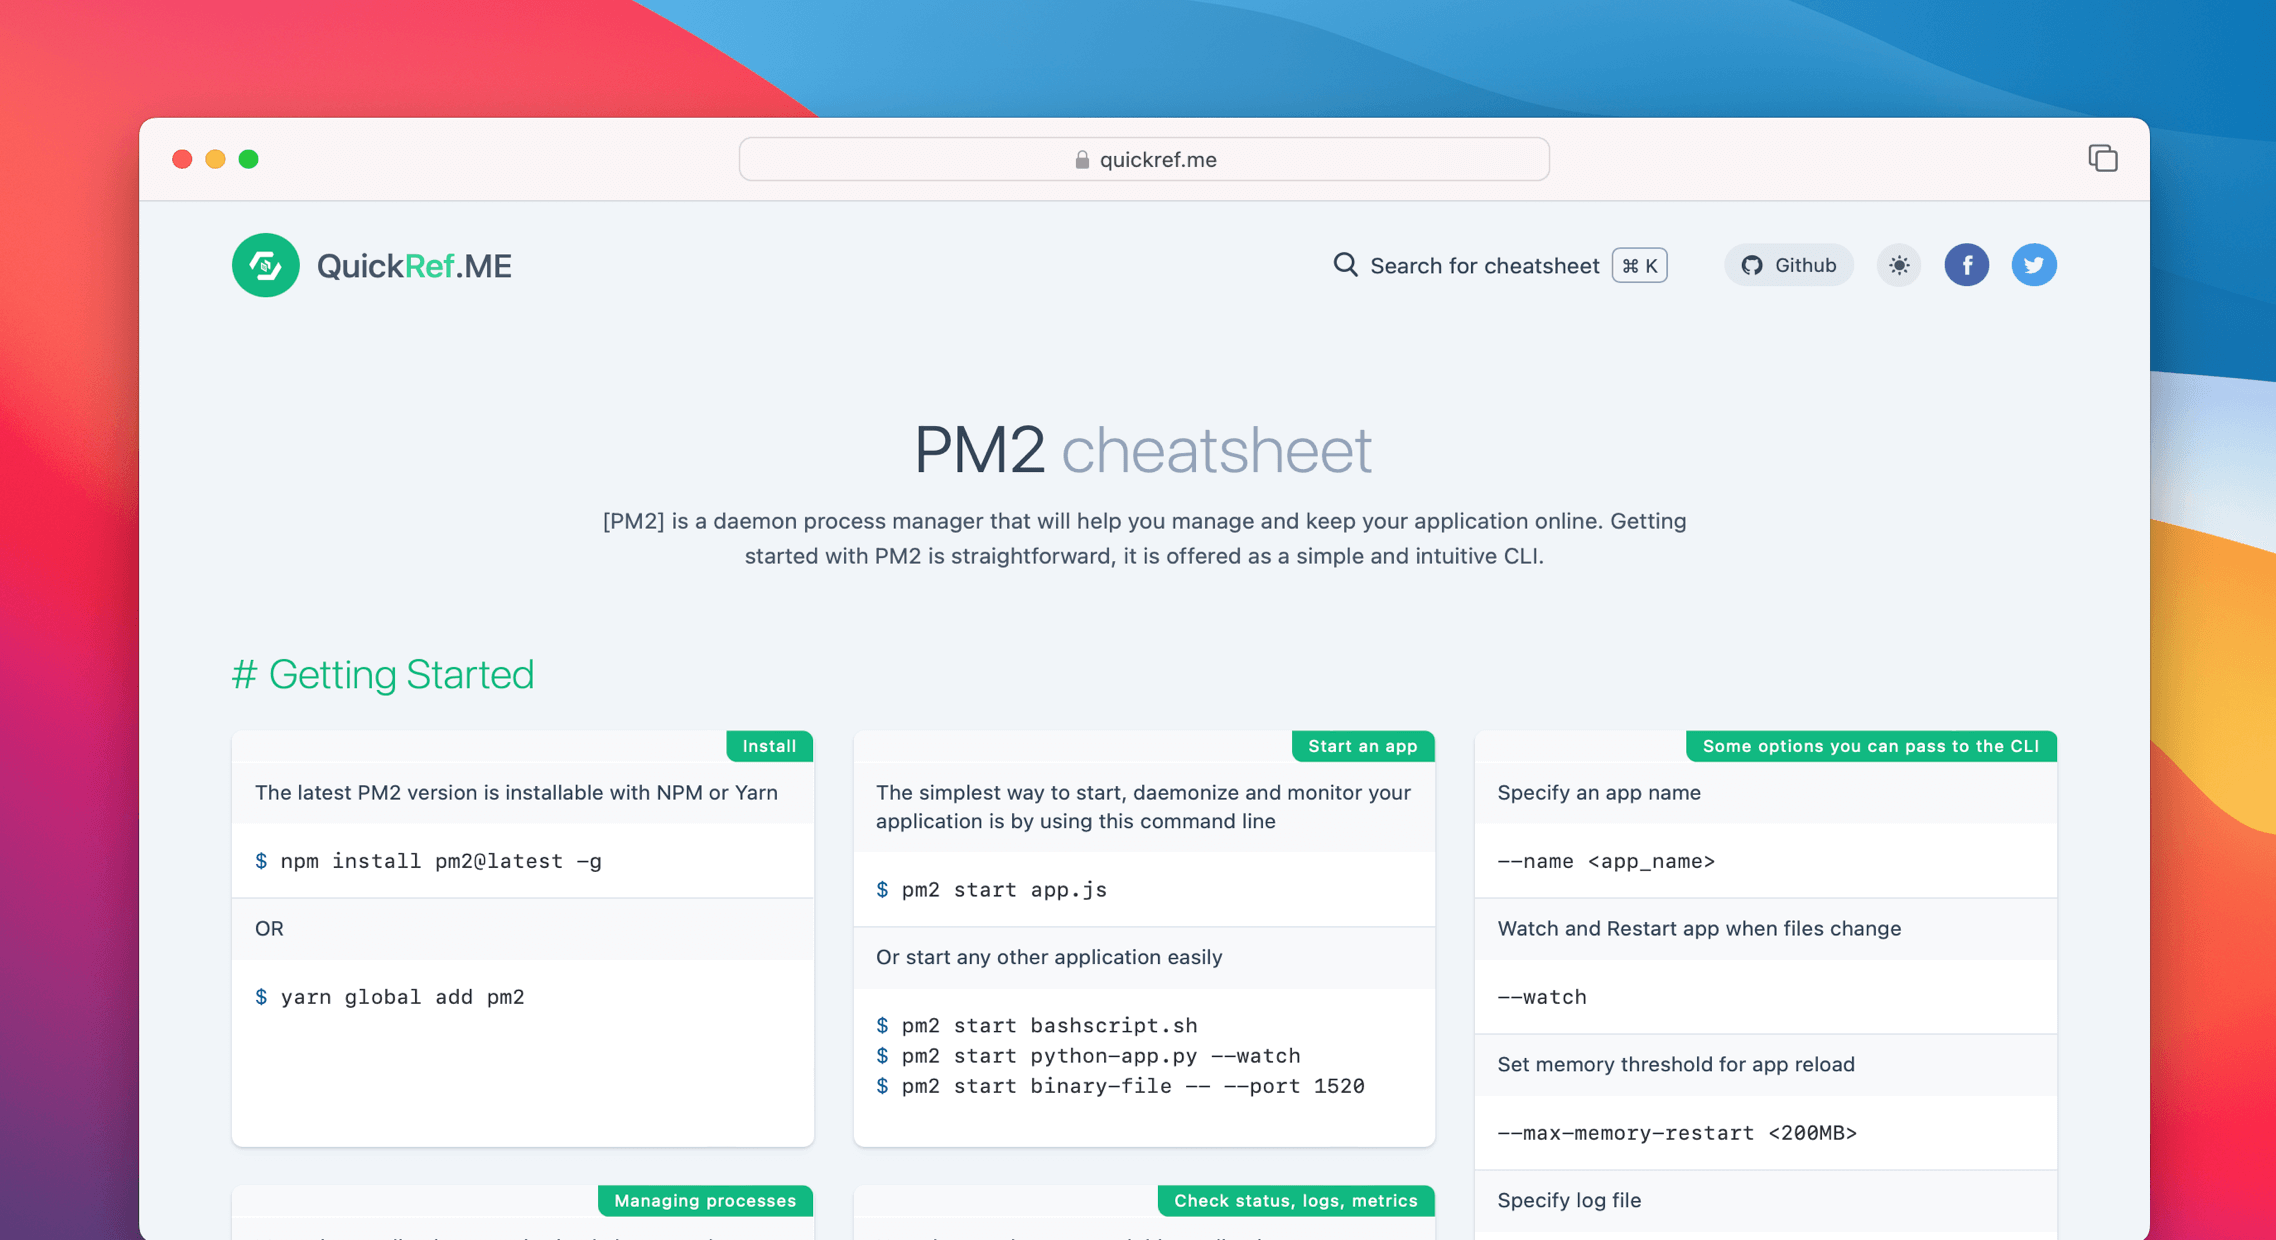 quickref.me
QuickRef.ME
Search for cheatsheet ⌘ K
Github
PM2 cheatsheet
[PM2] is a daemon process manager that will help you manage and keep your application online. Getting
started with PM2 is straightforward, it is offered as a simple and intuitive CLI.
# Getting Started
Install
The latest PM2 version is installable with NPM or Yarn
$ npm install pm2@latest -g
OR
$ yarn global add pm2
Start an app
The simplest way to start, daemonize and monitor your
application is by using this command line
$ pm2 start app.js
Or start any other application easily
$ pm2 start bashscript.sh
$ pm2 start python-app.py --watch
$ pm2 start binary-file -- --port 1520
Some options you can pass to the CLI
Specify an app name
--name <app_name>
Watch and Restart app when files change
--watch
Set memory threshold for app reload
--max-memory-restart <200MB>
Specify log file
Managing processes
Check status, logs, metrics